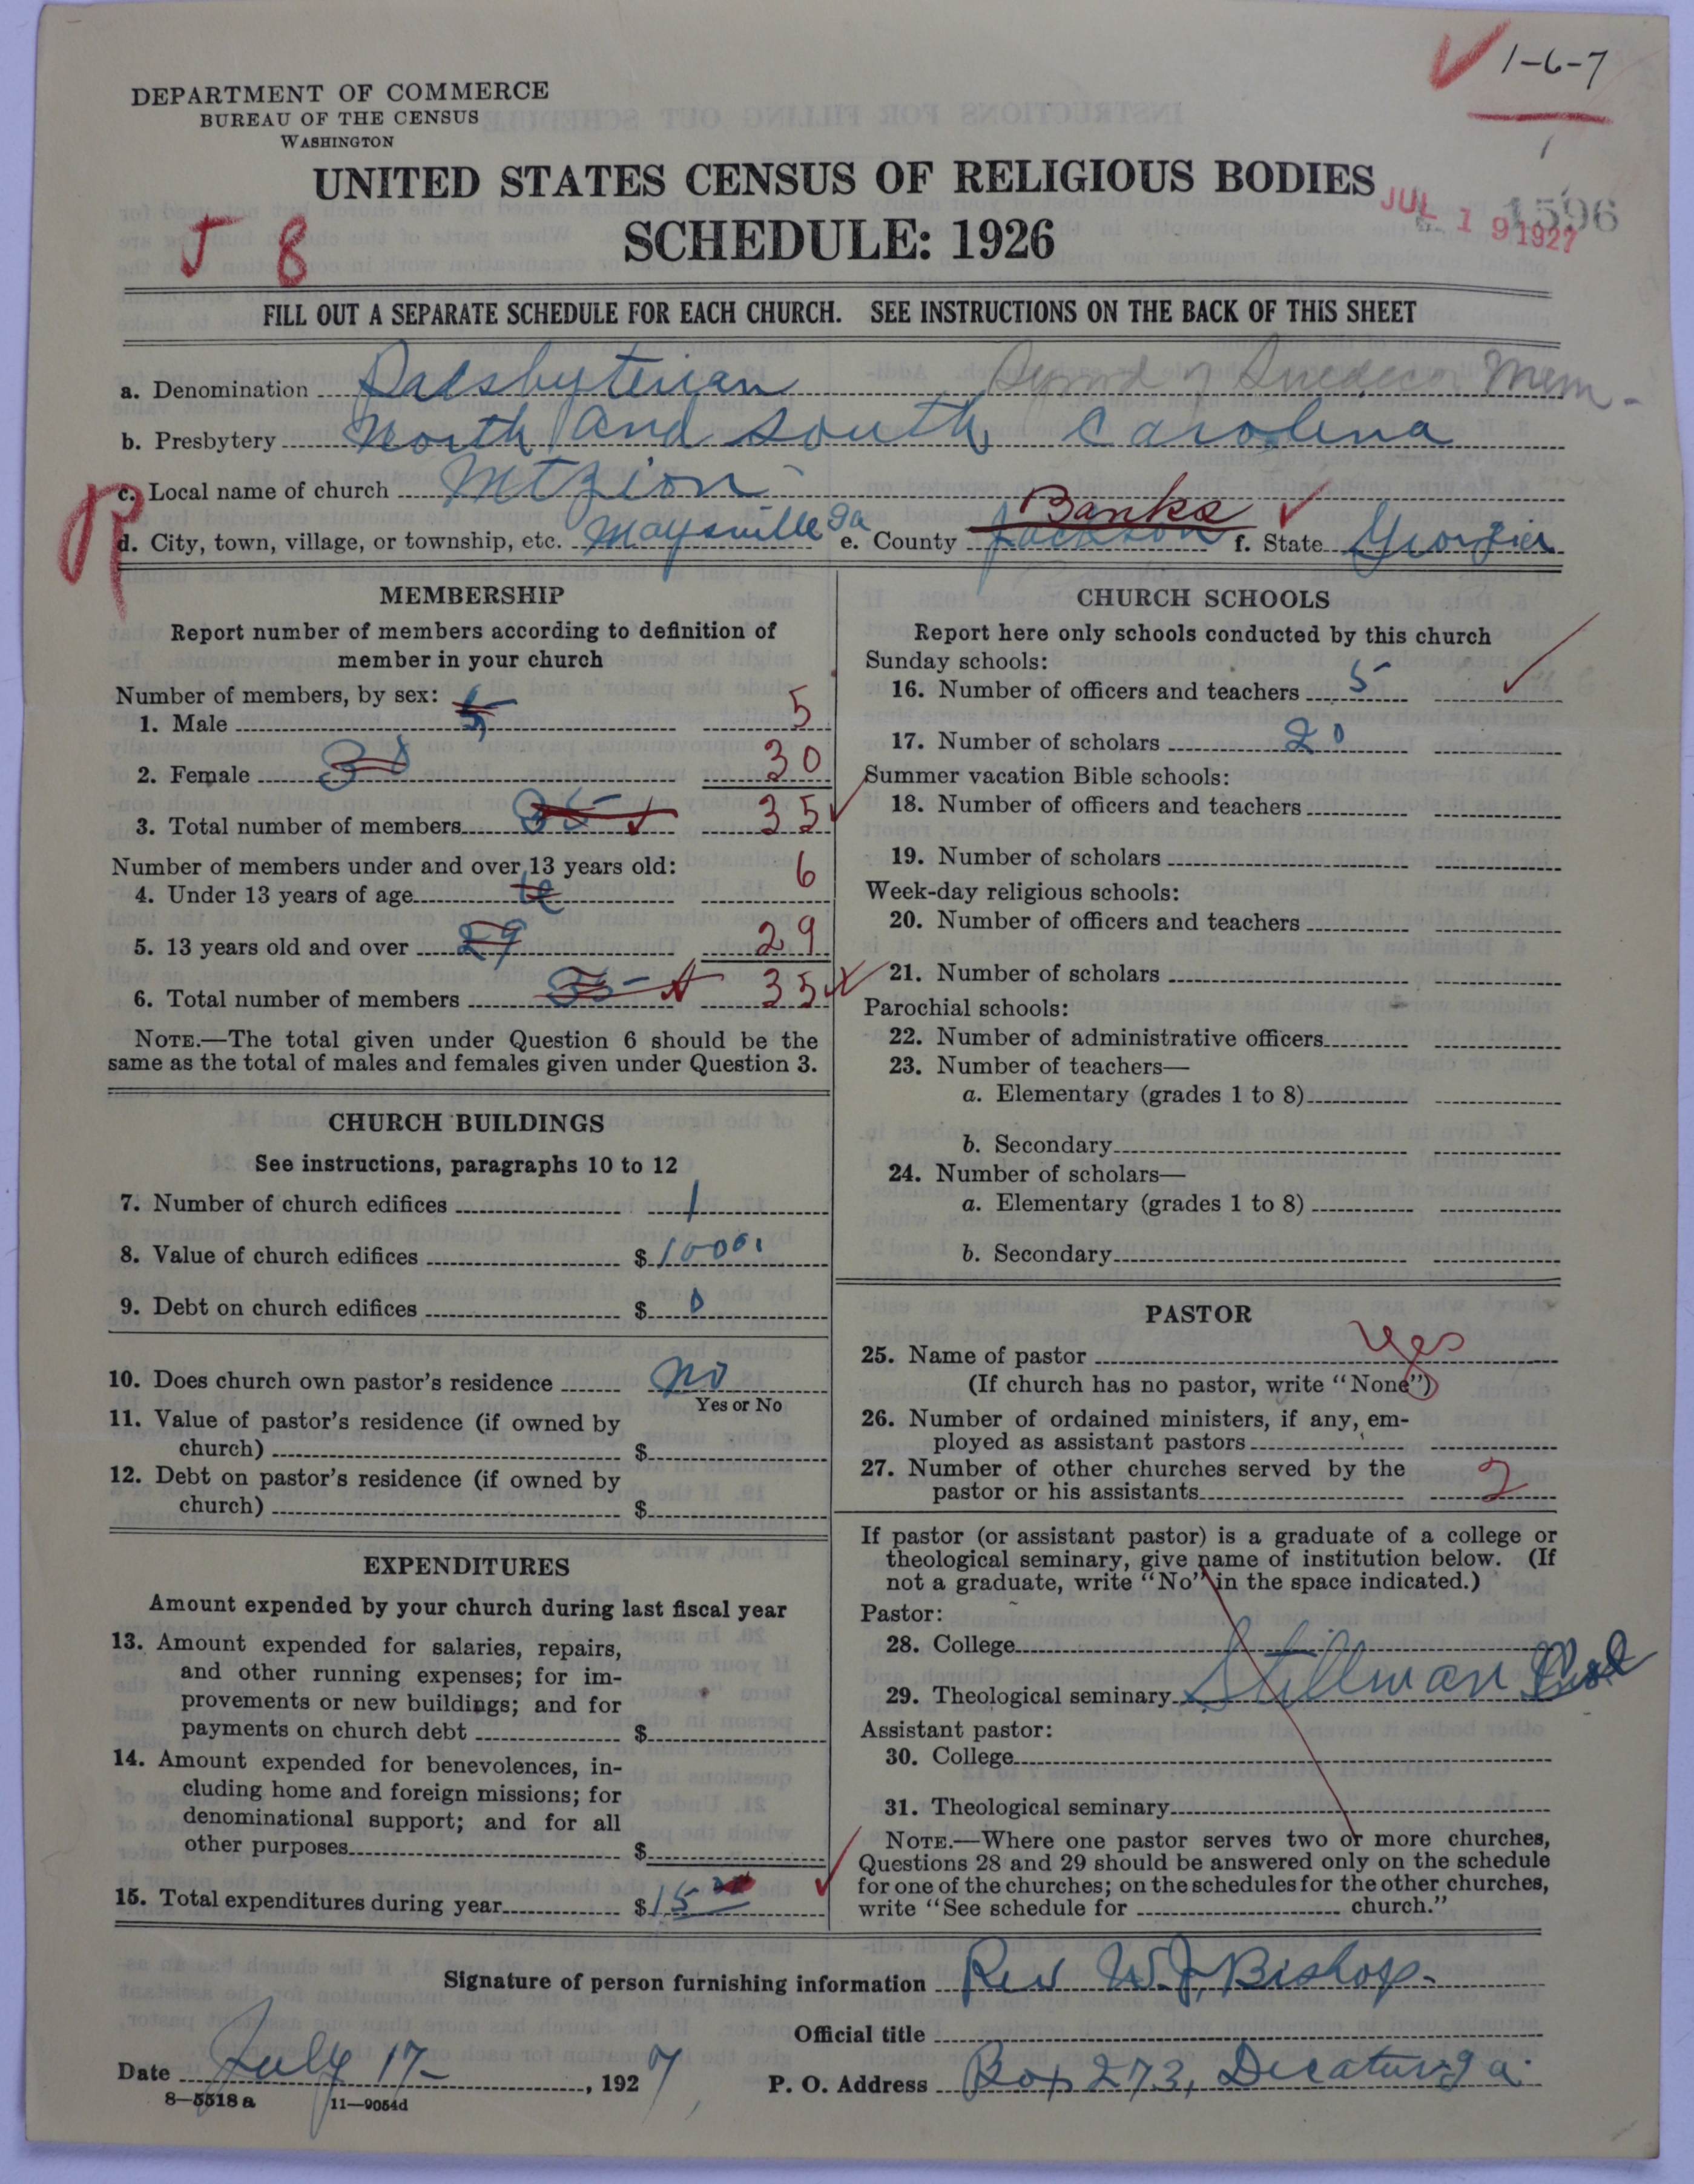 1-6-7
DEPARTMENT OF COMMERCE
BUREAU OF THE CENSUS
WASHINGTON
UNITED STATES CENSUS OF RELIGIOUS BODIES
SCHEDULE: 1926
JUL 19 1927
1596
J 8
FILL OUT A SEPARATE SCHEDULE FOR EACH CHURCH. SEE INSTRUCTIONS ON THE BACK OF THIS SHEET
a. Denomination Presbyterian Synod of Snedecor Mem-
b. Presbytery North and South Carolina
R
c. Local name of church Mt Zion
d. City, town, village, or township, etc. Maysville Ga e. County Jackson Banks f. State Georgia
MEMBERSHIP
Report number of members according to definition of
member in your church
Number of members, by sex:
1. Male 5 5
2. Female 30 30
3. Total number of members 35 35
Number of members under and over 13 years old:
4. Under 13 years of age 6
5. 13 years old and over 29 29
6. Total number of members 35 35
NOTE.—The total given under Question 6 should be the
same as the total of males and females given under Question 3.
CHURCH BUILDINGS
See instructions, paragraphs 10 to 12
7. Number of church edifices 1
8. Value of church edifices $ 1000.
9. Debt on church edifices $ 0
10. Does church own pastor's residence no
Yes or No
11. Value of pastor's residence (if owned by
church) $
12. Debt on pastor's residence (if owned by
church) $
EXPENDITURES
Amount expended by your church during last fiscal year
13. Amount expended for salaries, repairs,
and other running expenses; for im-
provements or new buildings; and for
payments on church debt $
14. Amount expended for benevolences, in-
cluding home and foreign missions; for
denominational support; and for all
other purposes $
15. Total expenditures during year $ 15
CHURCH SCHOOLS
Report here only schools conducted by this church
Sunday schools:
16. Number of officers and teachers 5
17. Number of scholars 20
Summer vacation Bible schools:
18. Number of officers and teachers
19. Number of scholars
Week-day religious schools:
20. Number of officers and teachers
21. Number of scholars
Parochial schools:
22. Number of administrative officers
23. Number of teachers—
a. Elementary (grades 1 to 8)
b. Secondary
24. Number of scholars—
a. Elementary (grades 1 to 8)
b. Secondary
PASTOR
25. Name of pastor Yes
(If church has no pastor, write "None")
26. Number of ordained ministers, if any, em-
ployed as assistant pastors
27. Number of other churches served by the
pastor or his assistants 2
If pastor (or assistant pastor) is a graduate of a college or
theological seminary, give name of institution below. (If
not a graduate, write "No" in the space indicated.)
Pastor:
28. College
29. Theological seminary Stillman
Assistant pastor:
30. College
31. Theological seminary
NOTE.—Where one pastor serves two or more churches,
Questions 28 and 29 should be answered only on the schedule
for one of the churches; on the schedules for the other churches,
write "See schedule for church."
Signature of person furnishing information Rev W. J. Bishop.
Official title
Date July 17- , 1927 P. O. Address Box 273, Decatur Ga.
8—5518 a 11—9054d